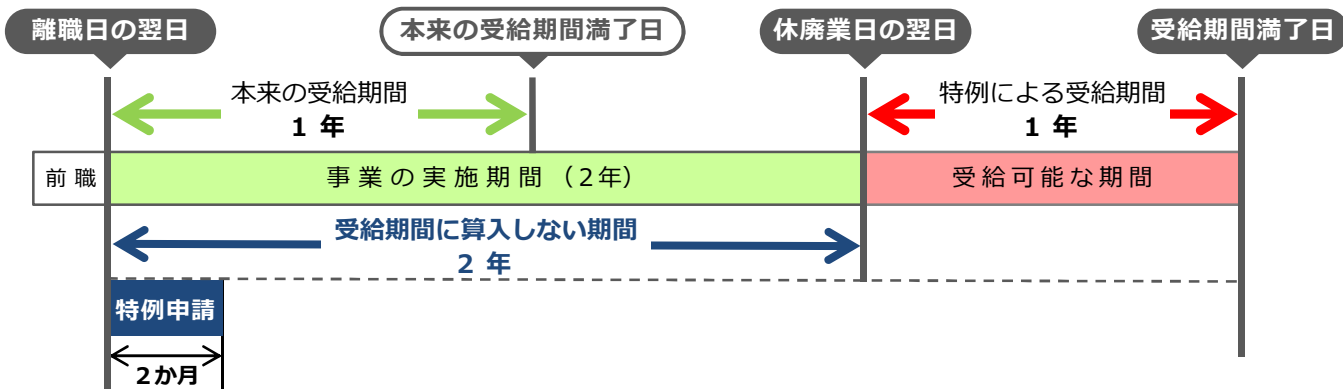 離職日の翌日
本来の受給期間満了日
休廃業日の翌日
受給期間満了日
本来の受給期間
1 年
特例による受給期間
1 年
前職
事業の実施期間（2年）
受給可能な期間
受給期間に算入しない期間
2 年
特例申請
2か月